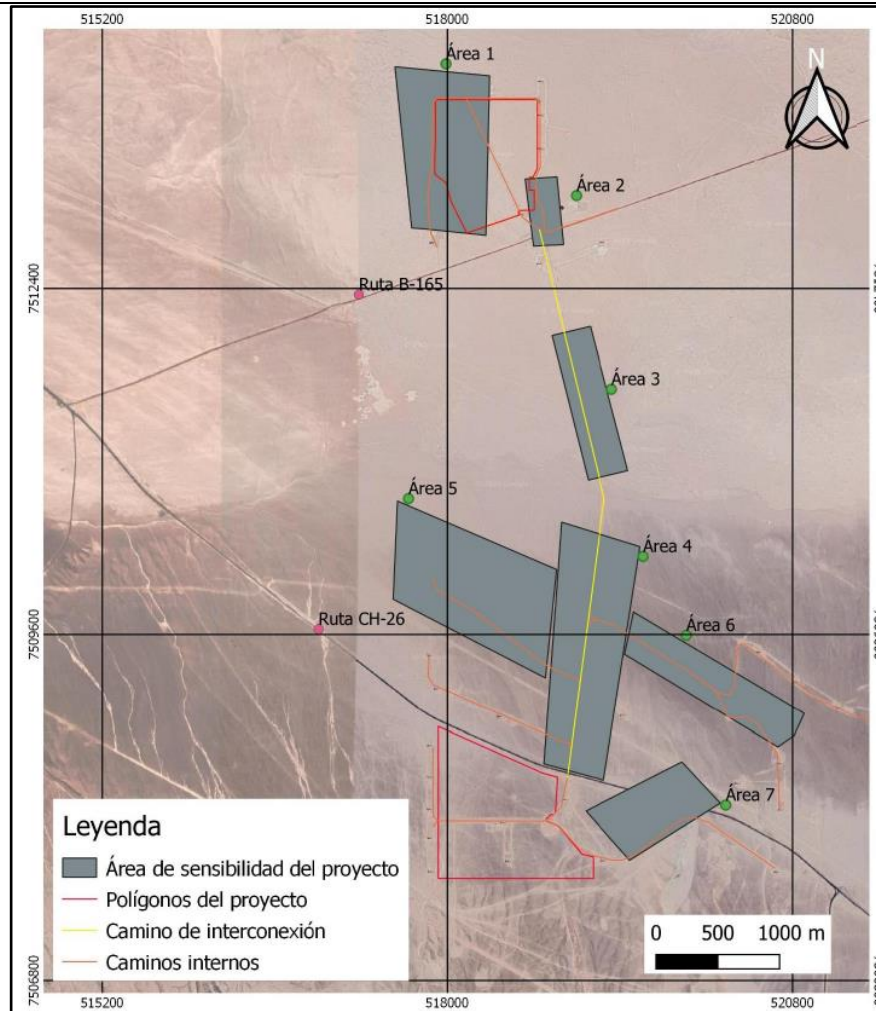 515200
518000
520800
N
Área 1
Área 2
7512400
Ruta B-165
Área 3
Área 5
Área 4
Ruta CH-26
Área 6
7509600
Área 7
Leyenda
Área de sensibilidad del proyecto
Polígonos del proyecto
Camino de interconexión
Caminos internos
0 500 1000 m
7506800
515200
518000
520800